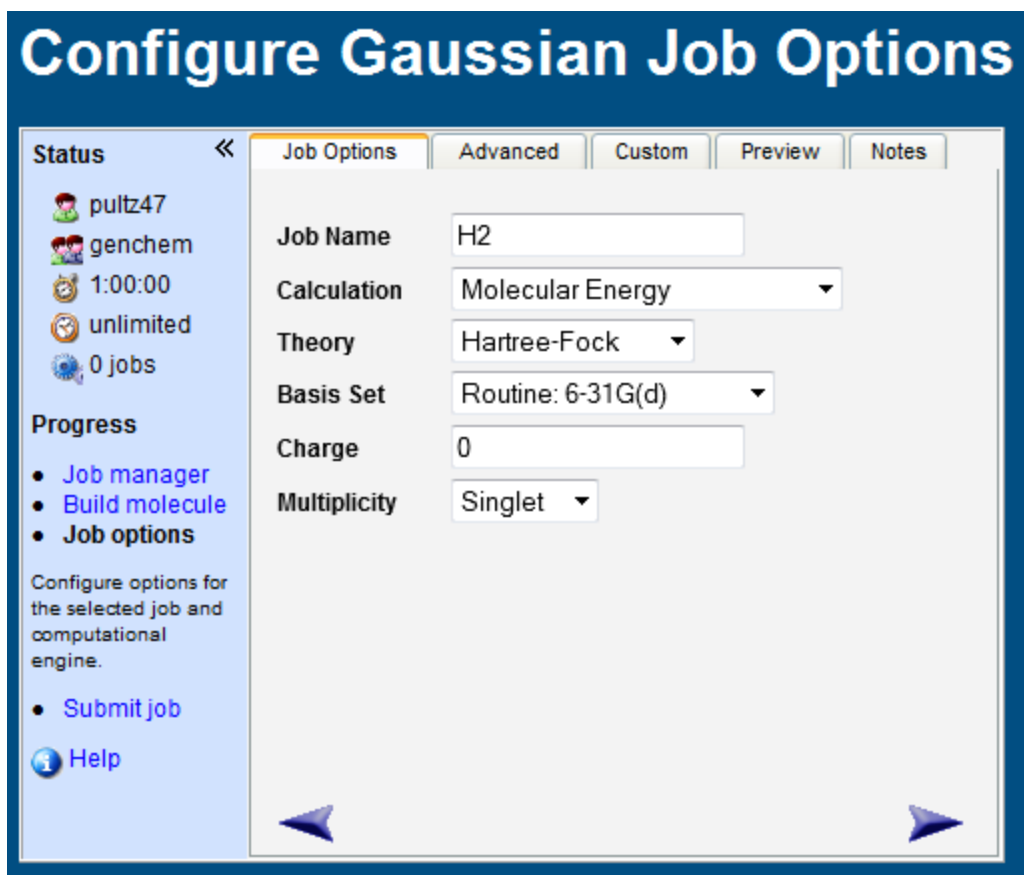 Configure Gaussian Job Options
Status «
pultz47
genchem
1:00:00
unlimited
0 jobs
Progress
• Job manager
• Build molecule
• Job options
Configure options for
the selected job and
computational
engine.
• Submit job
Help
Job Options Advanced Custom Preview Notes
Job Name H2
Calculation Molecular Energy
Theory Hartree-Fock
Basis Set Routine: 6-31G(d)
Charge 0
Multiplicity Singlet